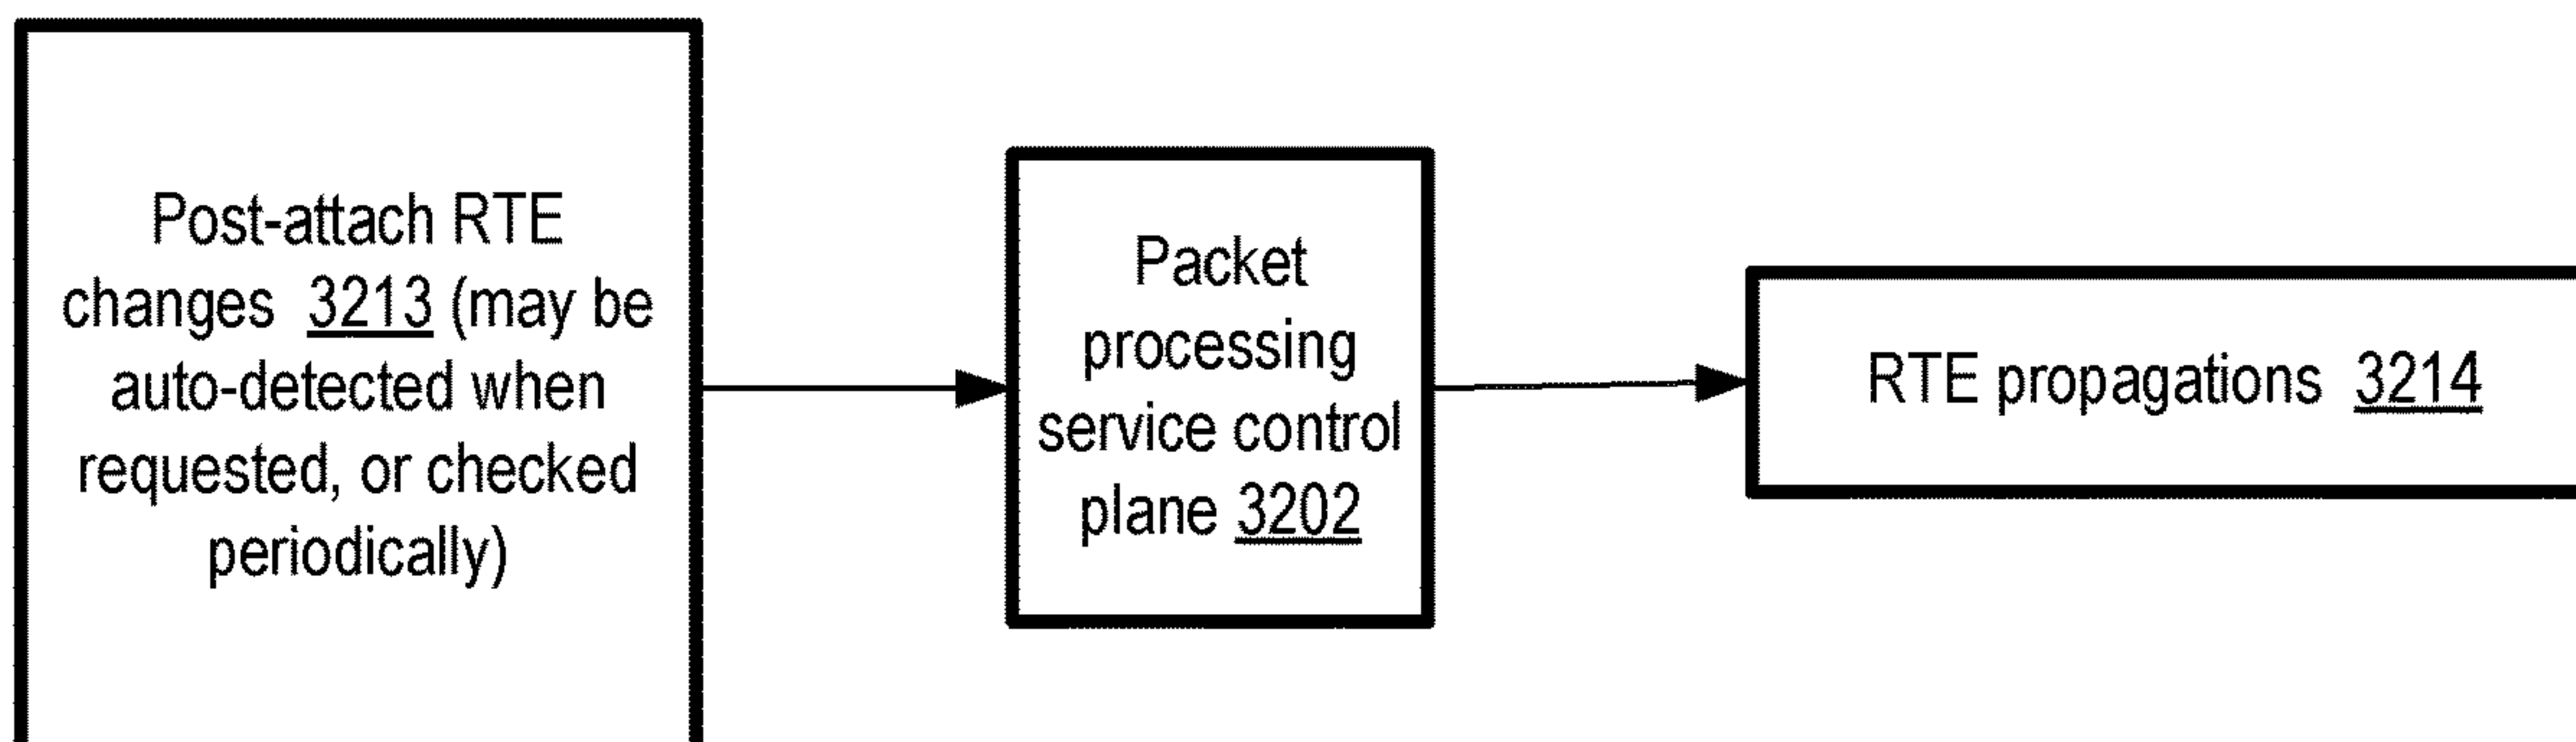 Post-attach RTE
changes 3213 (may be
auto-detected when
requested, or checked
periodically)
Packet
processing
service control
plane 3202
RTE propagations 3214